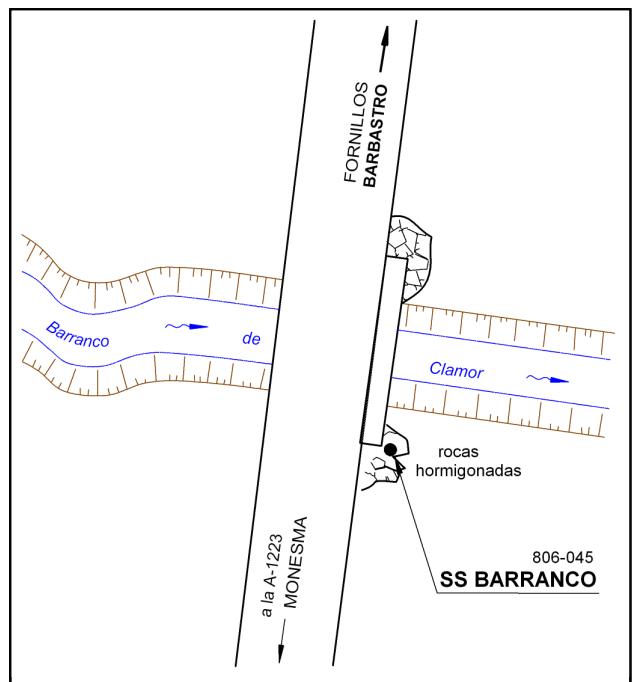 FORNILLOS
BARBASTRO
Barranco de
Clamor
rocas
hormigonadas
806-045
SS BARRANCO
a la A-1223
MONESMA